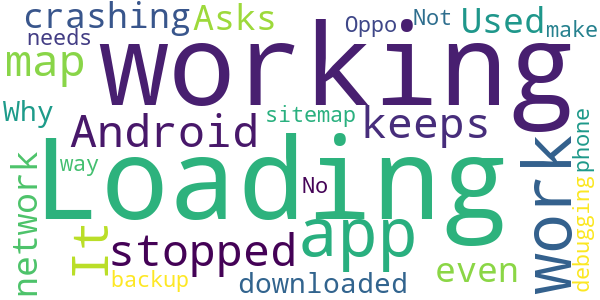 crashing
Asks
Oppo
Not
Used
make
needs
working
map
Why
Android
sitemap
keeps
Loading
work
phone
way
No
network
It
stopped
app
even
debugging
backup
downloaded